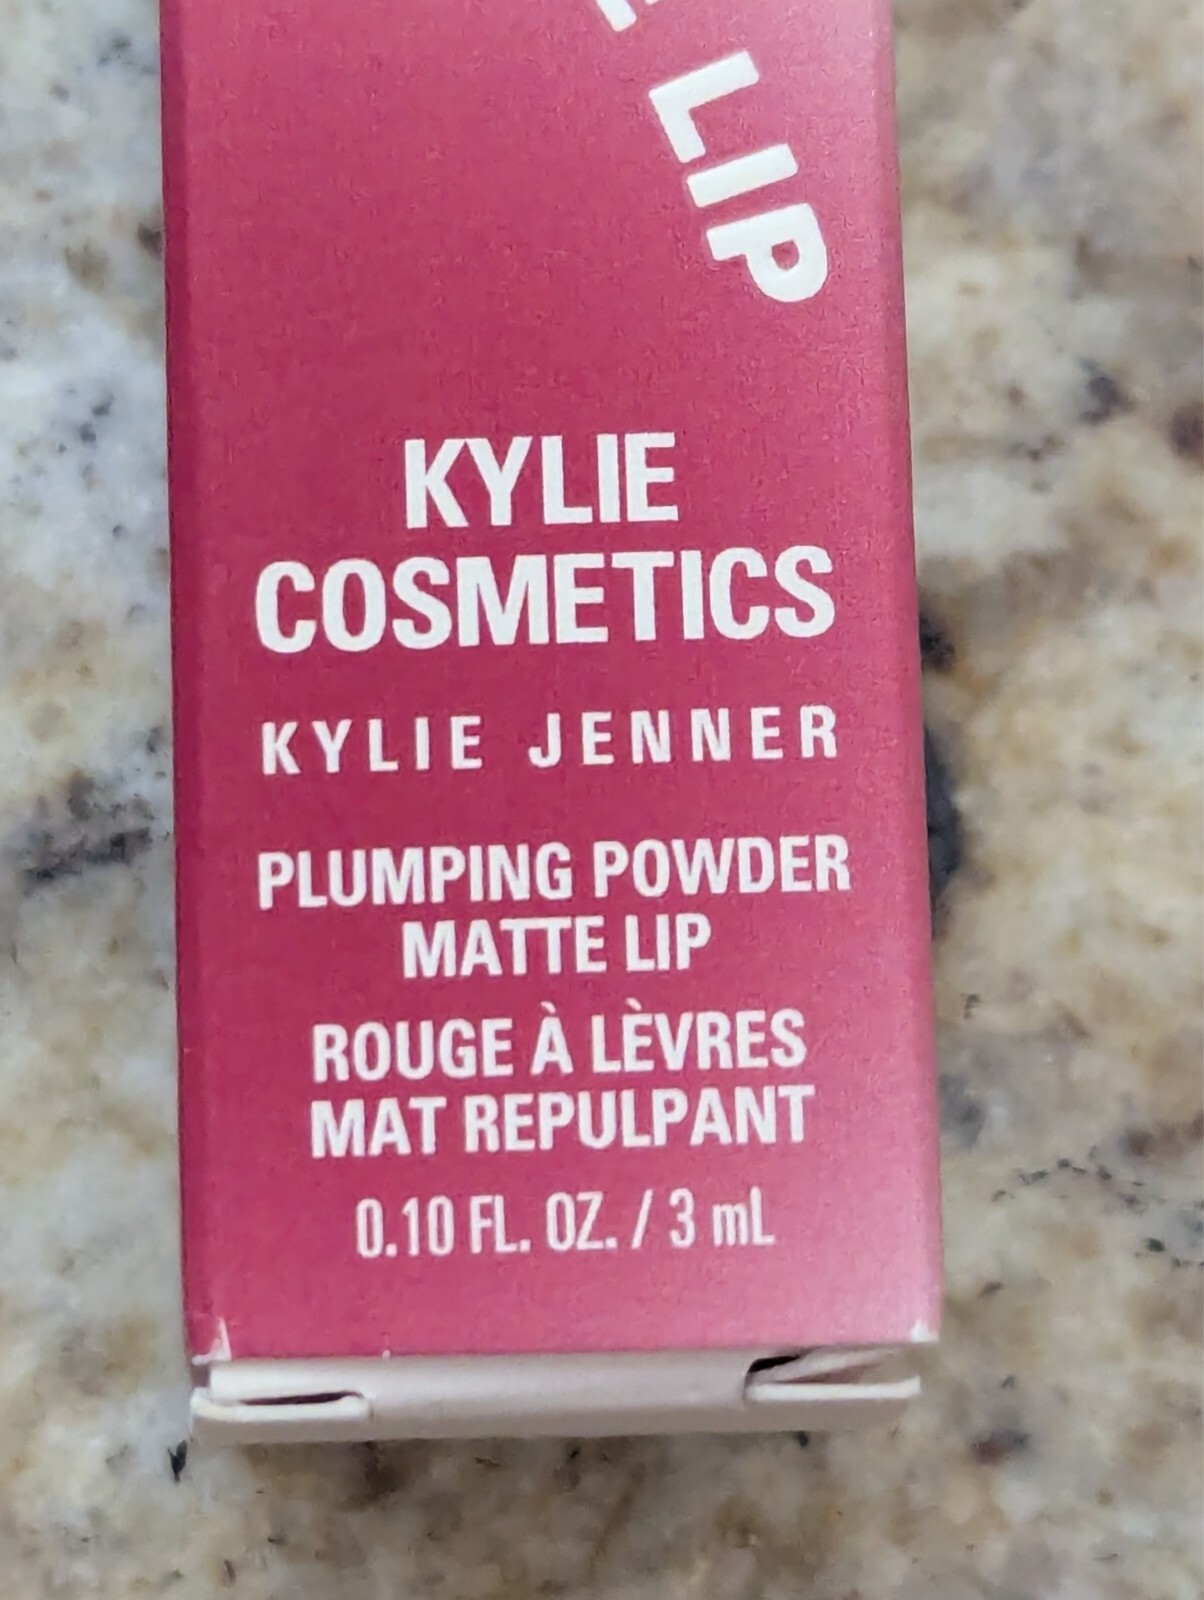 LIP
KYLIE
COSMETICS
KYLIE JENNER
PLUMPING POWDER
MATTE LIP
ROUGE À LÈVRES
MAT REPULPANT
0.10 FL. OZ. / 3 mL